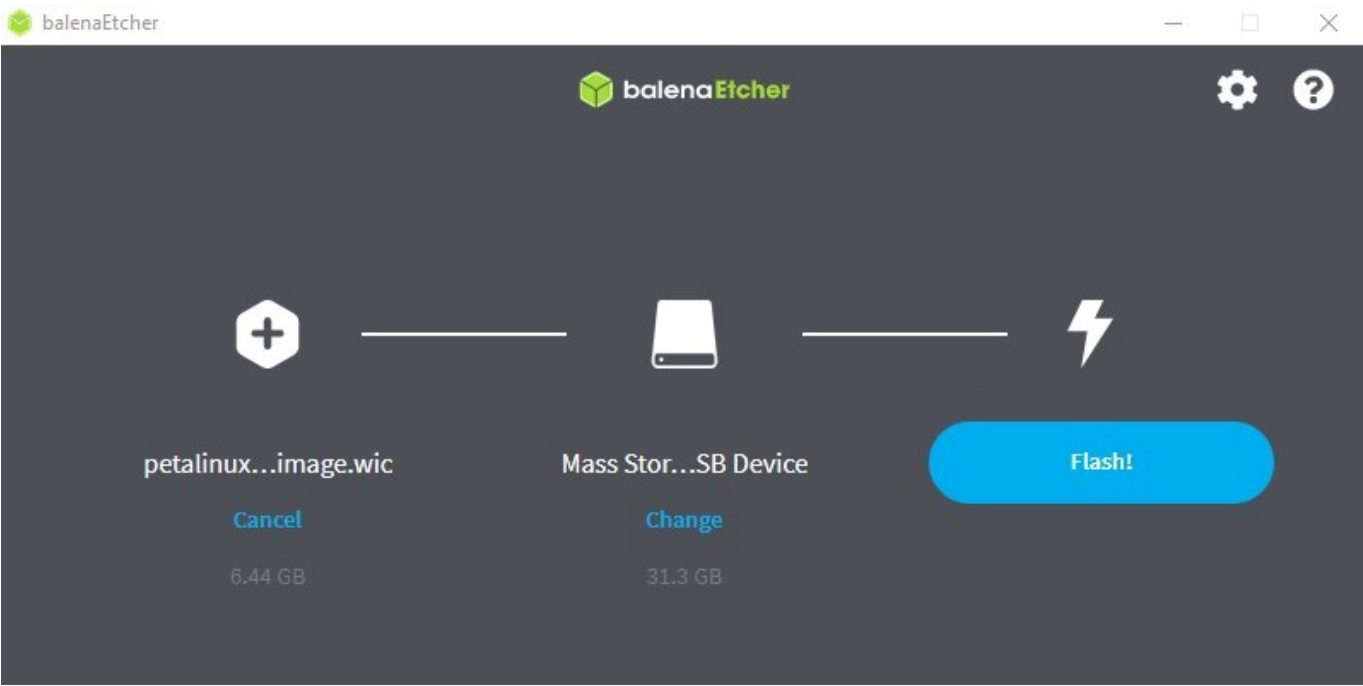 balenaEtcher
balenaEtcher
petalinux...image.wic
Cancel
6.44 GB
Mass Stor...SB Device
Change
31.3 GB
Flash!